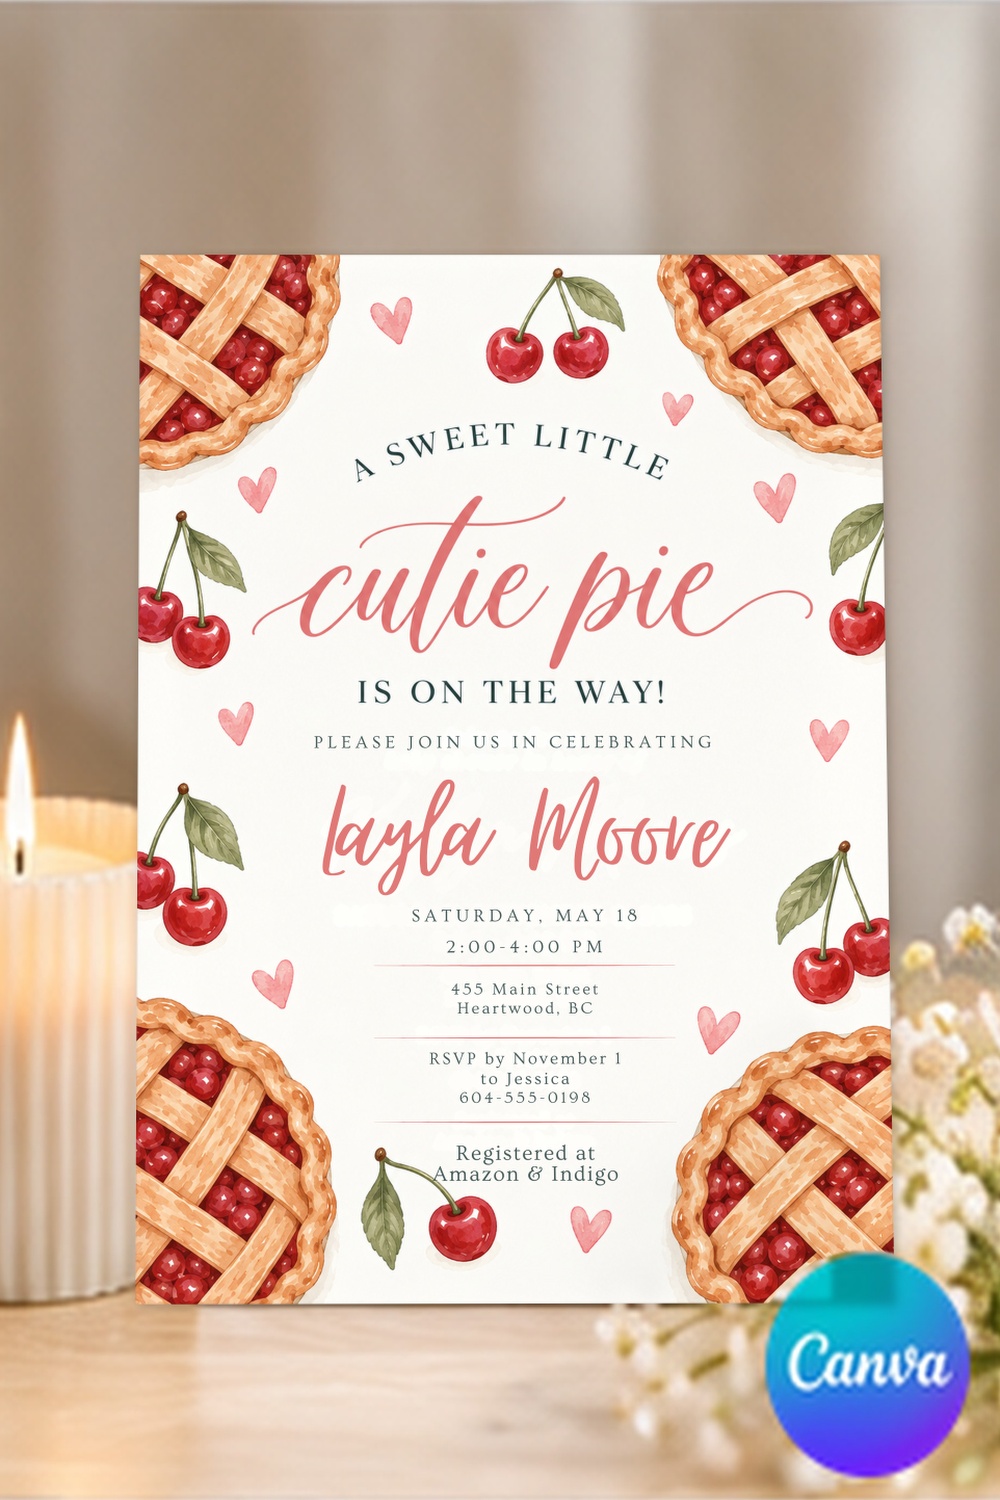 A SWEET LITTLE
cutie pie
IS ON THE WAY!
PLEASE JOIN US IN CELEBRATING
Layla Moore
SATURDAY, MAY 18
2:00-4:00 PM
455 Main Street
Heartwood, BC
RSVP by November 1
to Jessica
604-555-0198
Registered at
Amazon & Indigo
Canva